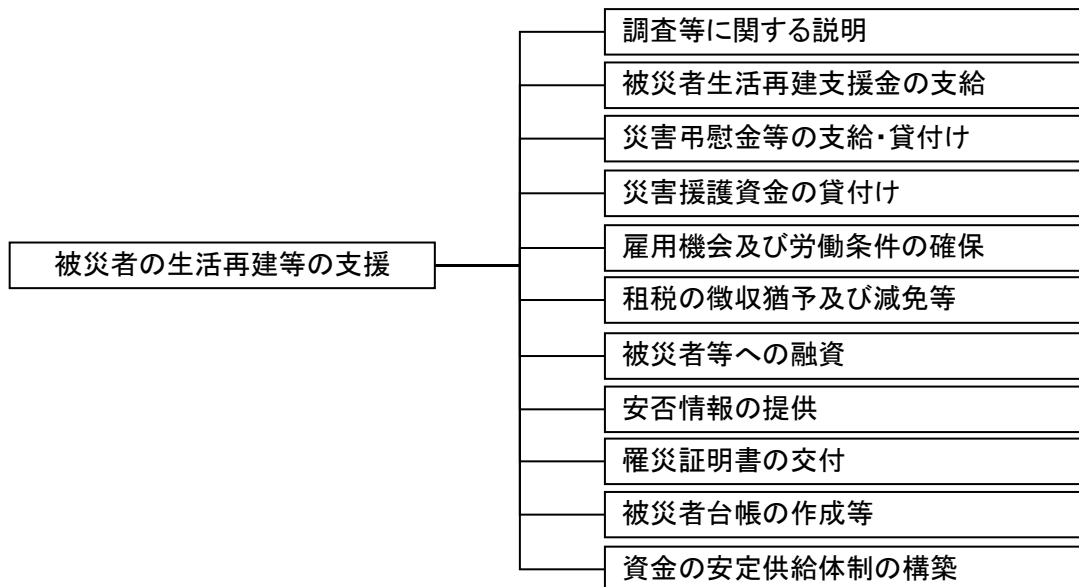 調査等に関する説明
被災者生活再建支援金の支給
災害弔慰金等の支給・貸付け
災害援護資金の貸付け
被災者の生活再建等の支援
雇用機会及び労働条件の確保
租税の徴収猶予及び減免等
被災者等への融資
安否情報の提供
罹災証明書の交付
被災者台帳の作成等
資金の安定供給体制の構築